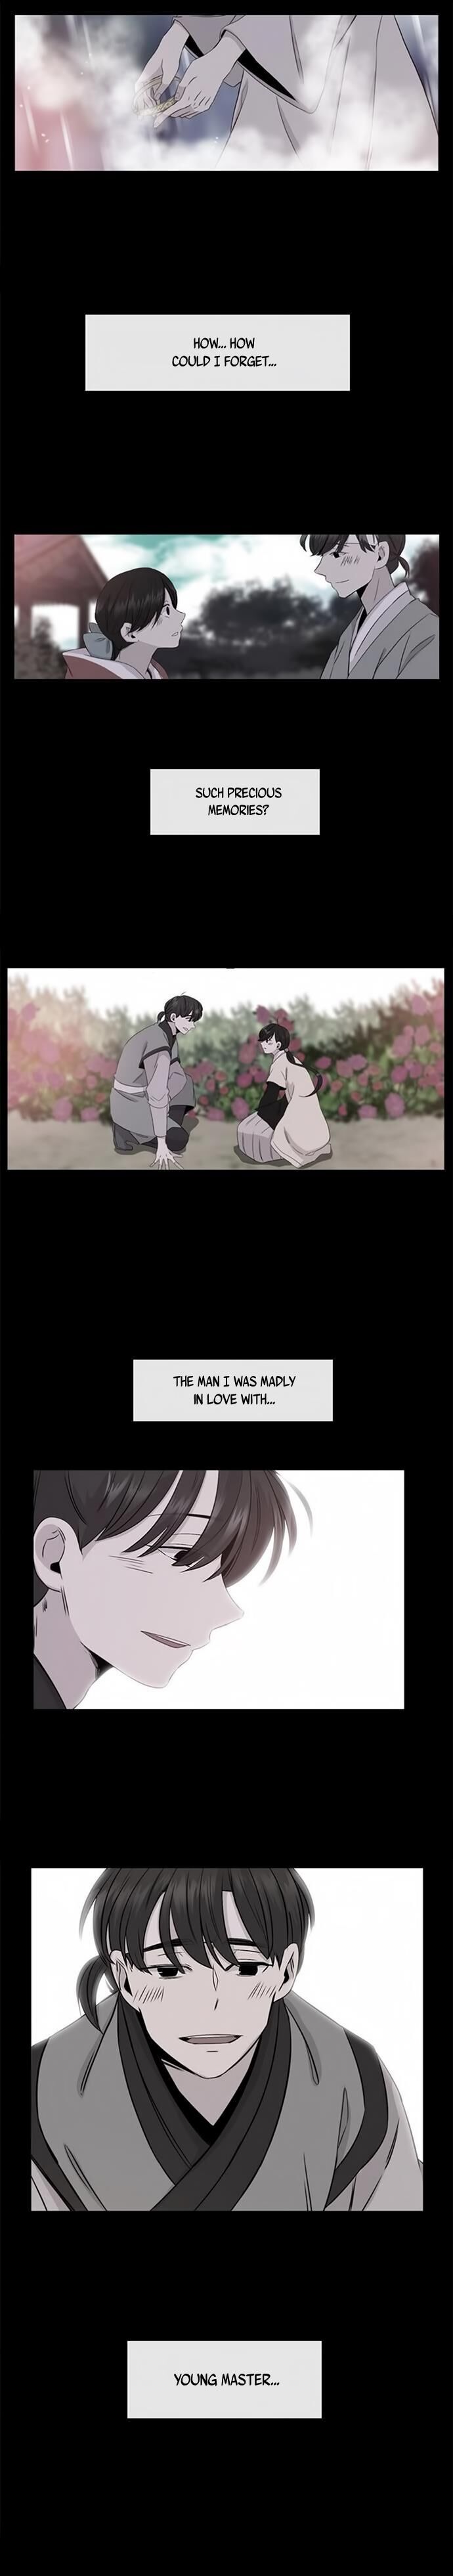 HOW... HOW
COULD I FORGET...
SUCH PRECIOUS
MEMORIES?
THE MAN I WAS MADLY
IN LOVE WITH...
YOUNG MASTER...